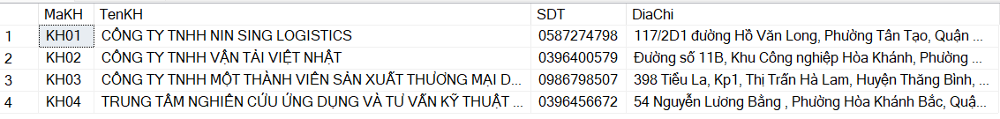 MaKH TenKH SDT DiaChi
1 KH01 CÔNG TY TNHH NIN SING LOGISTICS 0587274798 117/2D1 đường Hồ Văn Long, Phường Tân Tạo, Quận ...
2 KH02 CÔNG TY TNHH VẬN TẢI VIỆT NHẬT 0396400579 Đường số 11B, Khu Công nghiệp Hòa Khánh, Phường ...
3 KH03 CÔNG TY TNHH MỘT THÀNH VIÊN SẢN XUẤT THƯƠNG MẠI D... 0986798507 398 Tiểu La, Kp1, Thị Trấn Hà Lam, Huyện Thăng Bình, ...
4 KH04 TRUNG TÂM NGHIÊN CỨU ỨNG DỤNG VÀ TƯ VẤN KỸ THUẬT ... 0396456672 54 Nguyễn Lương Bằng , Phường Hòa Khánh Bắc, Quậ...